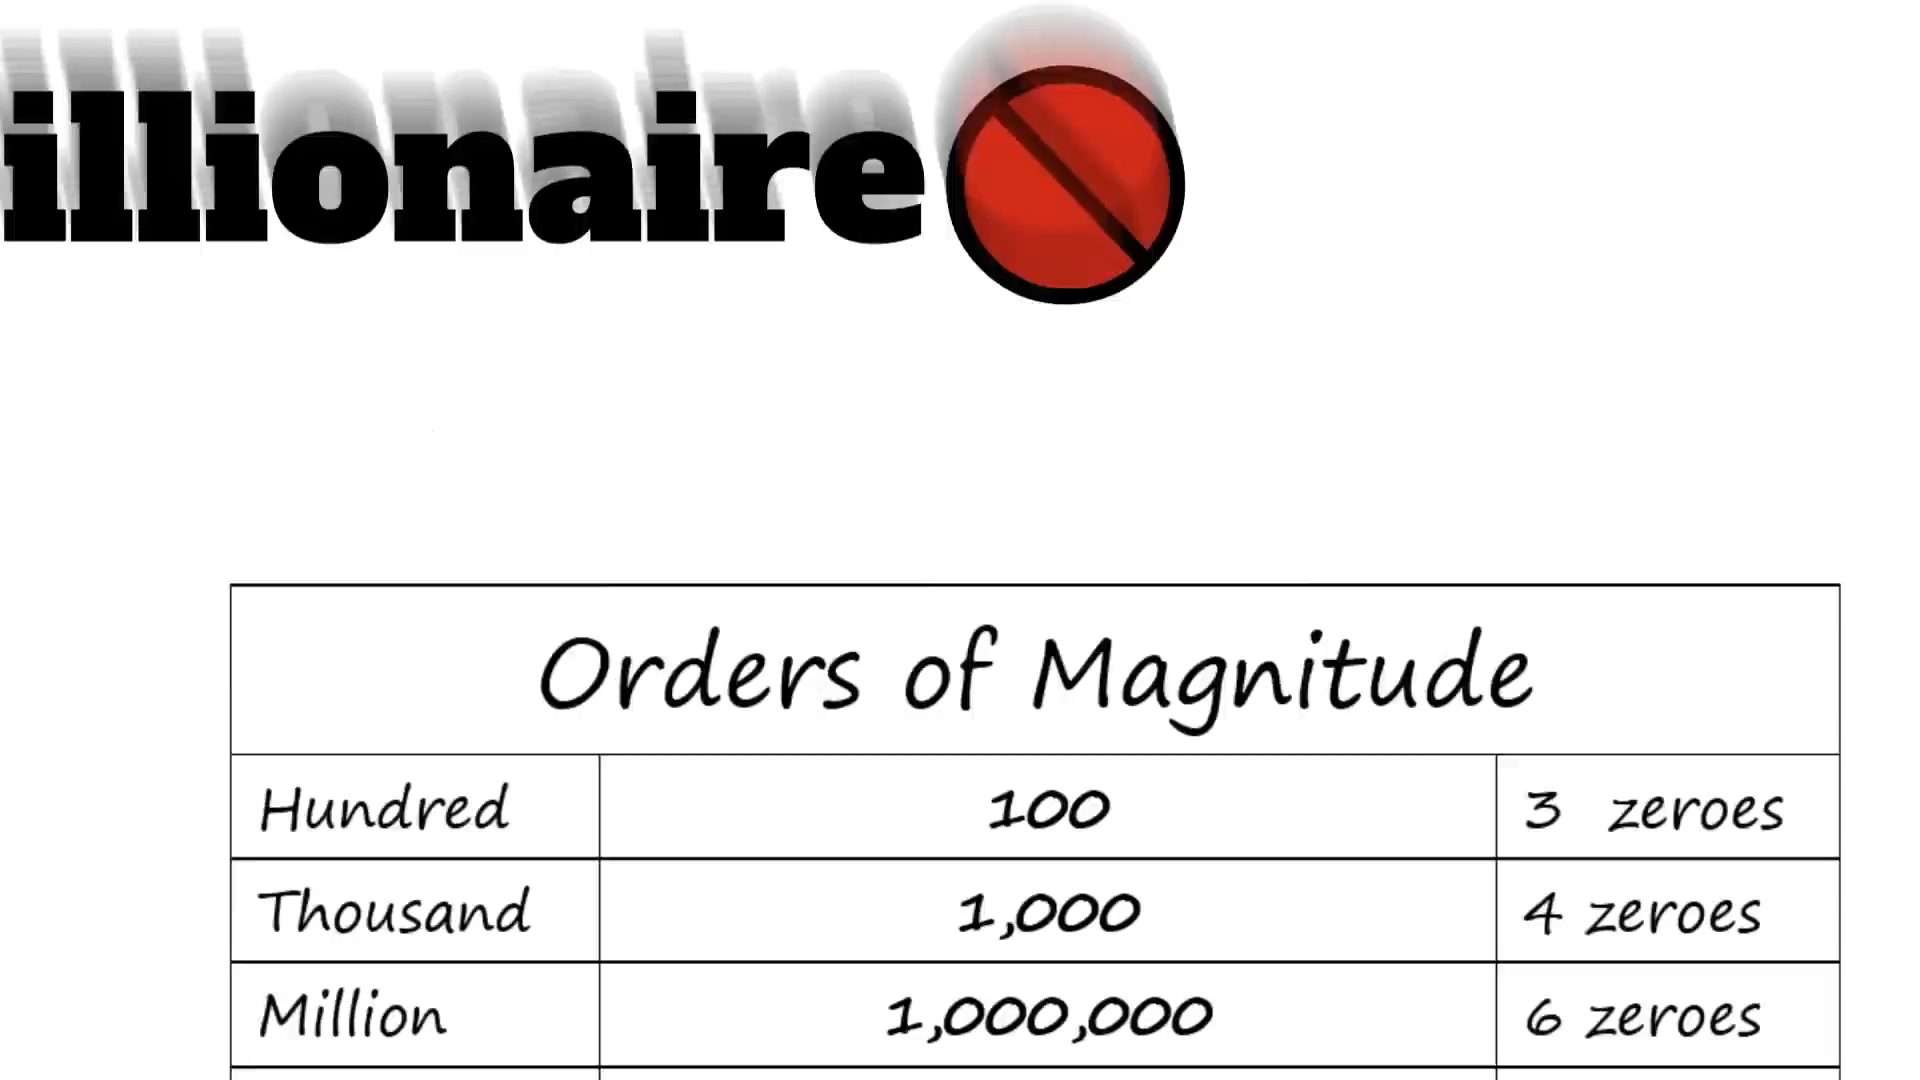 illionaire
Orders of Magnitude
Hundred 100 3 zeroes
Thousand 1,000 4 zeroes
Million 1,000,000 6 zeroes